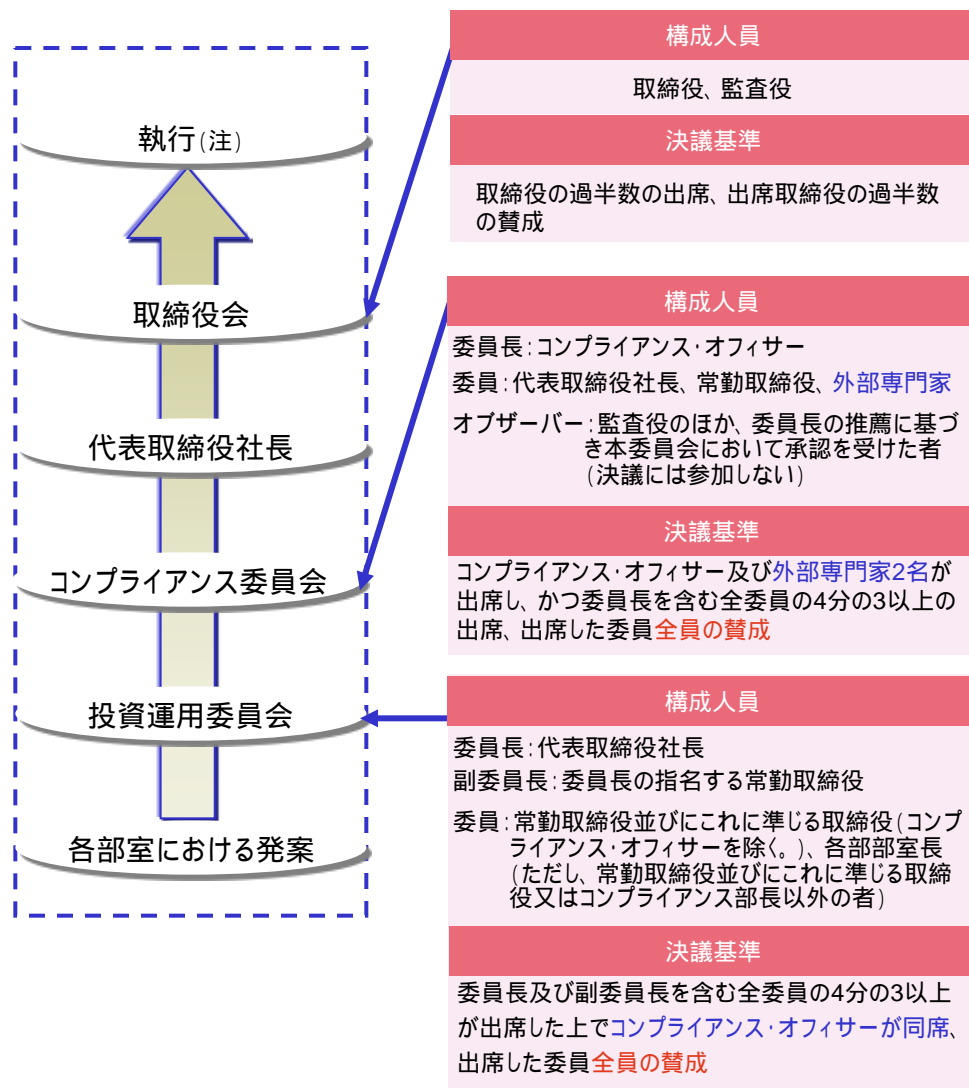 執行(注)
取締役会
代表取締役社長
コンプライアンス委員会
投資運用委員会
各部室における発案
構成人員
取締役、監査役
決議基準
取締役の過半数の出席、出席取締役の過半数
の賛成
構成人員
委員長:コンプライアンス・オフィサー
委員:代表取締役社長、常勤取締役、外部専門家
オブザーバー:監査役のほか、委員長の推薦に基づ
き本委員会において承認を受けた者
(決議には参加しない)
決議基準
コンプライアンス・オフィサー及び外部専門家2名が
出席し、かつ委員長を含む全委員の4分の3以上の
出席、出席した委員全員の賛成
構成人員
委員長:代表取締役社長
副委員長:委員長の指名する常勤取締役
委員:常勤取締役並びにこれに準じる取締役(コンプ
ライアンス・オフィサーを除く。)、各部部室長
(ただし、常勤取締役並びにこれに準じる取締
役又はコンプライアンス部長以外の者)
決議基準
委員長及び副委員長を含む全委員の4分の3以上
が出席した上でコンプライアンス・オフィサーが同席、
出席した委員全員の賛成